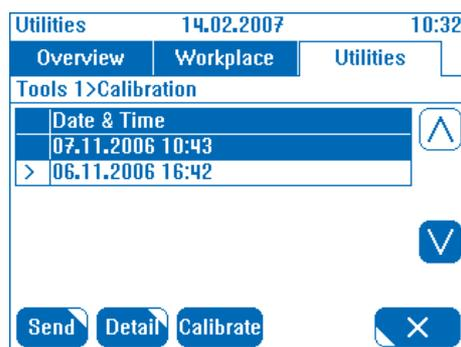 Utilities 14.02.2007 10:32
Overview Workplace Utilities
Tools 1>Calibration
Date & Time
07.11.2006 10:43
> 06.11.2006 16:42
Send Detail Calibrate